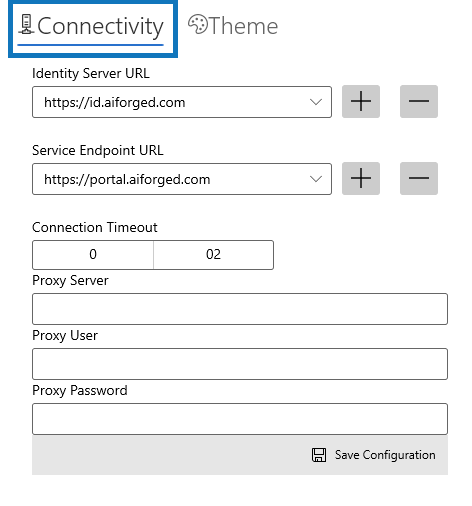 Connectivity Theme
Identity Server URL
https://id.aiforged.com
Service Endpoint URL
https://portal.aiforged.com
Connection Timeout
0 02
Proxy Server
Proxy User
Proxy Password
Save Configuration